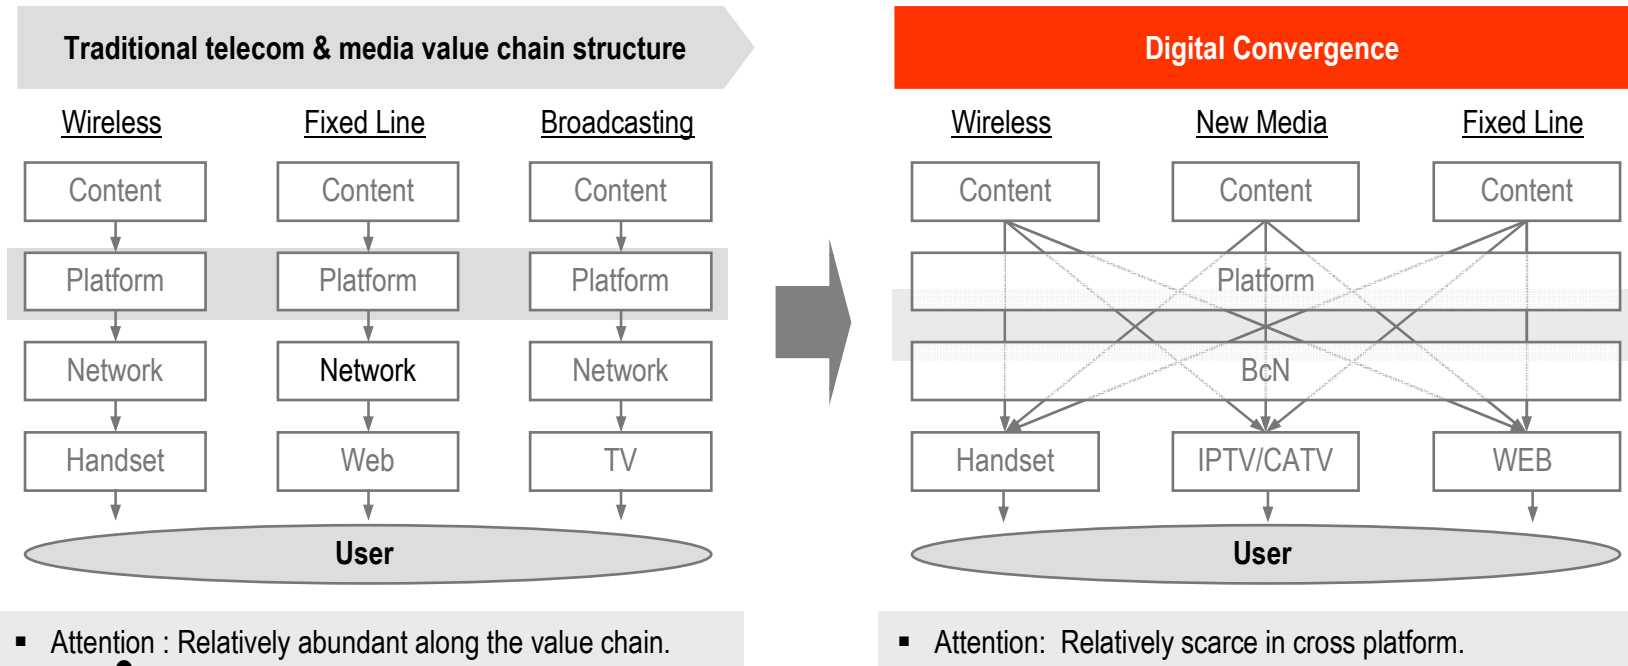 Traditional telecom & media value chain structure
Wireless Fixed Line Broadcasting
Content Content Content
Platform Platform Platform
Network Network Network
Handset Web TV
User
▪ Attention : Relatively abundant along the value chain.
Digital Convergence
Wireless New Media Fixed Line
Content Content Content
Platform
BcN
Handset IPTV/CATV WEB
User
▪ Attention: Relatively scarce in cross platform.